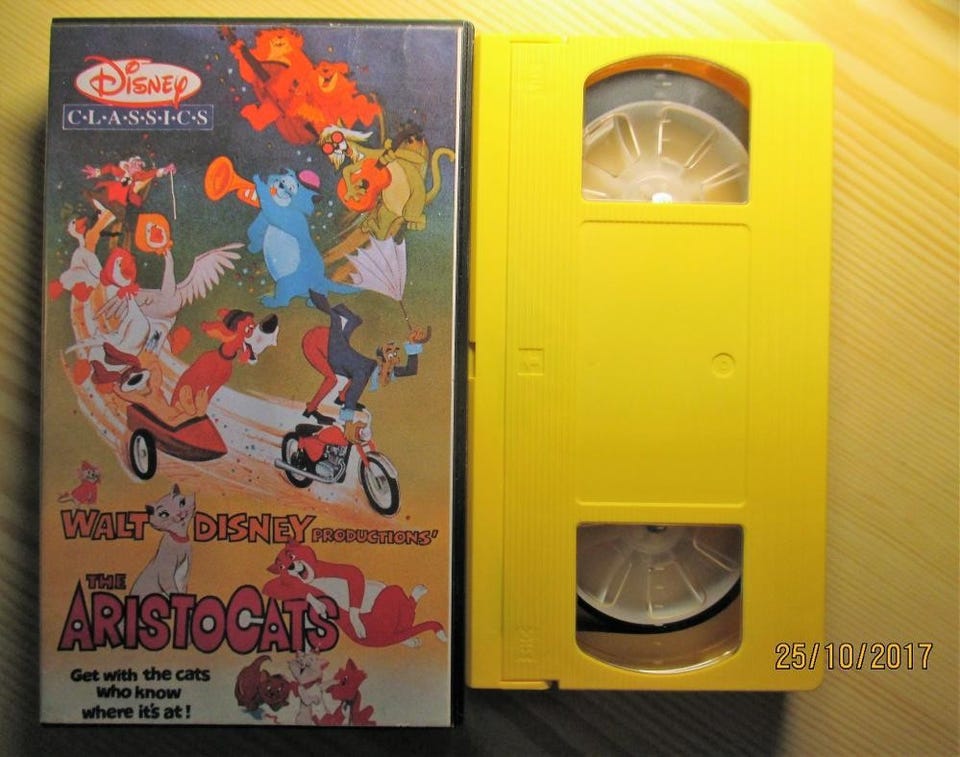 Disney
C·L·A·S·S·I·C·S
WALT DISNEY PRODUCTIONS'
THE
ARISTOCATS
Get with the cats
who know
where it's at!
25/10/2017